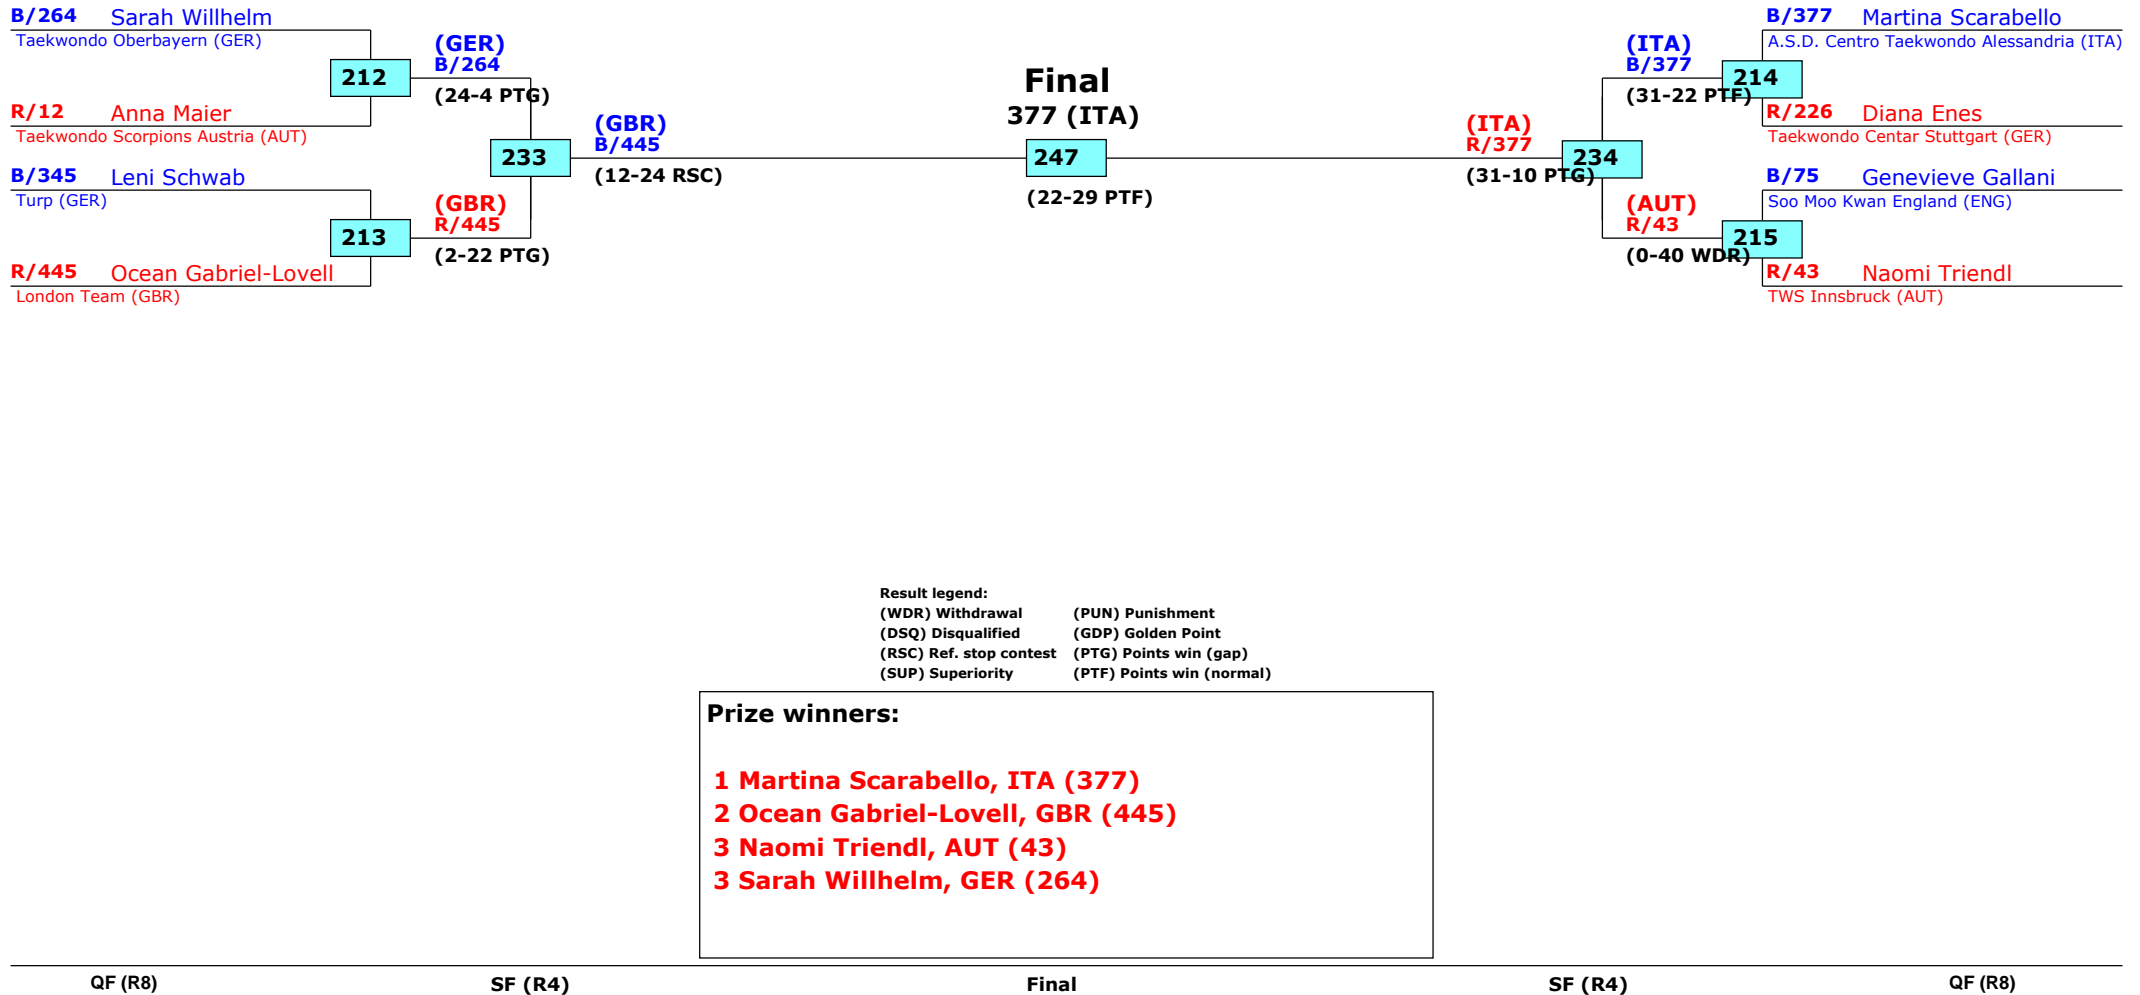 B/264 Sarah Willhelm
Taekwondo Oberbayern (GER)
R/12 Anna Maier
Taekwondo Scorpions Austria (AUT)
B/345 Leni Schwab
Turp (GER)
R/445 Ocean Gabriel-Lovell
London Team (GBR)
212
213
(GER)
B/264
(24-4 PTG)
(GBR)
R/445
(2-22 PTG)
233
(GBR)
B/445
(12-24 RSC)
Final
377 (ITA)
247
(22-29 PTF)
(ITA)
R/377
(31-10 PTG)
234
(ITA)
B/377
(31-22 PTF)
(AUT)
R/43
(0-40 WDR)
214
215
B/377 Martina Scarabello
A.S.D. Centro Taekwondo Alessandria (ITA)
R/226 Diana Enes
Taekwondo Centar Stuttgart (GER)
B/75 Genevieve Gallani
Soo Moo Kwan England (ENG)
R/43 Naomi Triendl
TWS Innsbruck (AUT)
Result legend:
(WDR) Withdrawal (PUN) Punishment
(DSQ) Disqualified (GDP) Golden Point
(RSC) Ref. stop contest (PTG) Points win (gap)
(SUP) Superiority (PTF) Points win (normal)
Prize winners:
1 Martina Scarabello, ITA (377)
2 Ocean Gabriel-Lovell, GBR (445)
3 Naomi Triendl, AUT (43)
3 Sarah Willhelm, GER (264)
QF (R8) SF (R4) Final SF (R4) QF (R8)